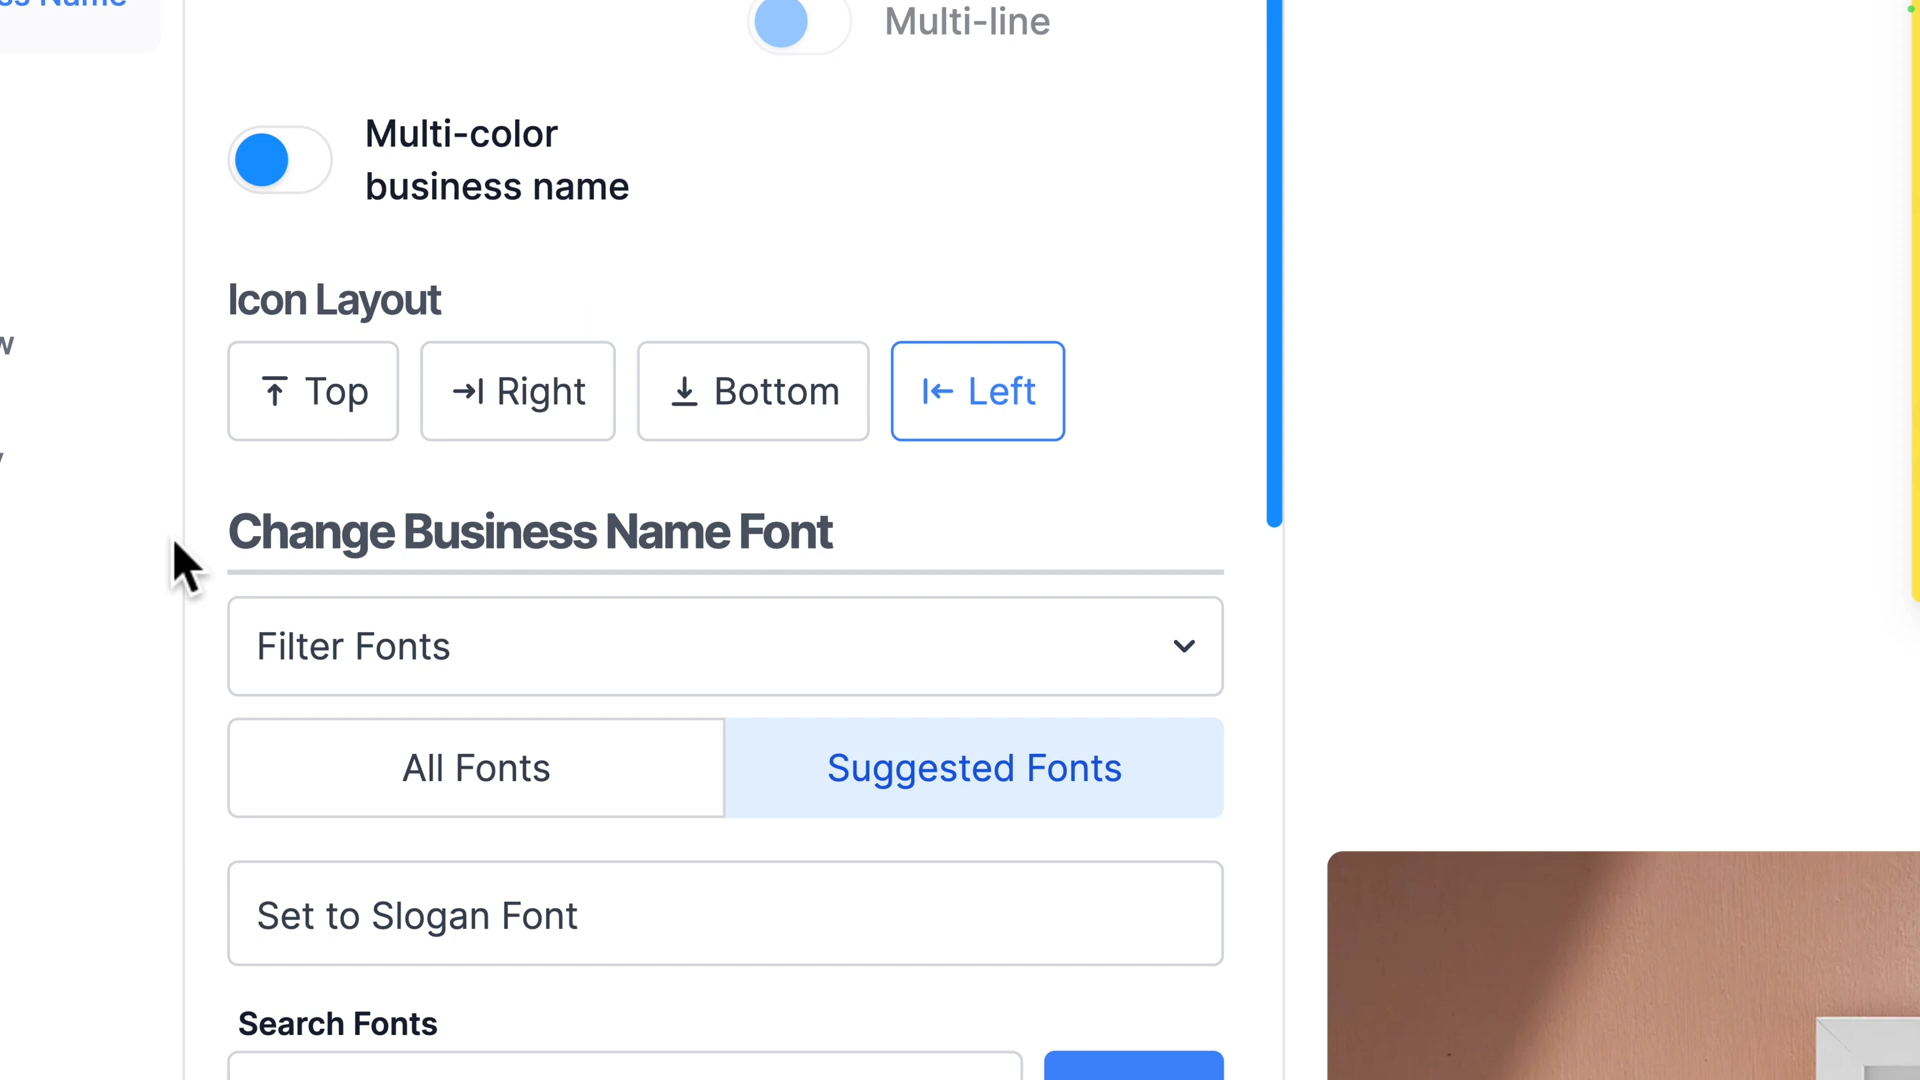 Name
Multi-line
Multi-color
business name
Icon Layout
Top
Right
Bottom
Left
Change Business Name Font
Filter Fonts
All Fonts
Suggested Fonts
Set to Slogan Font
Search Fonts